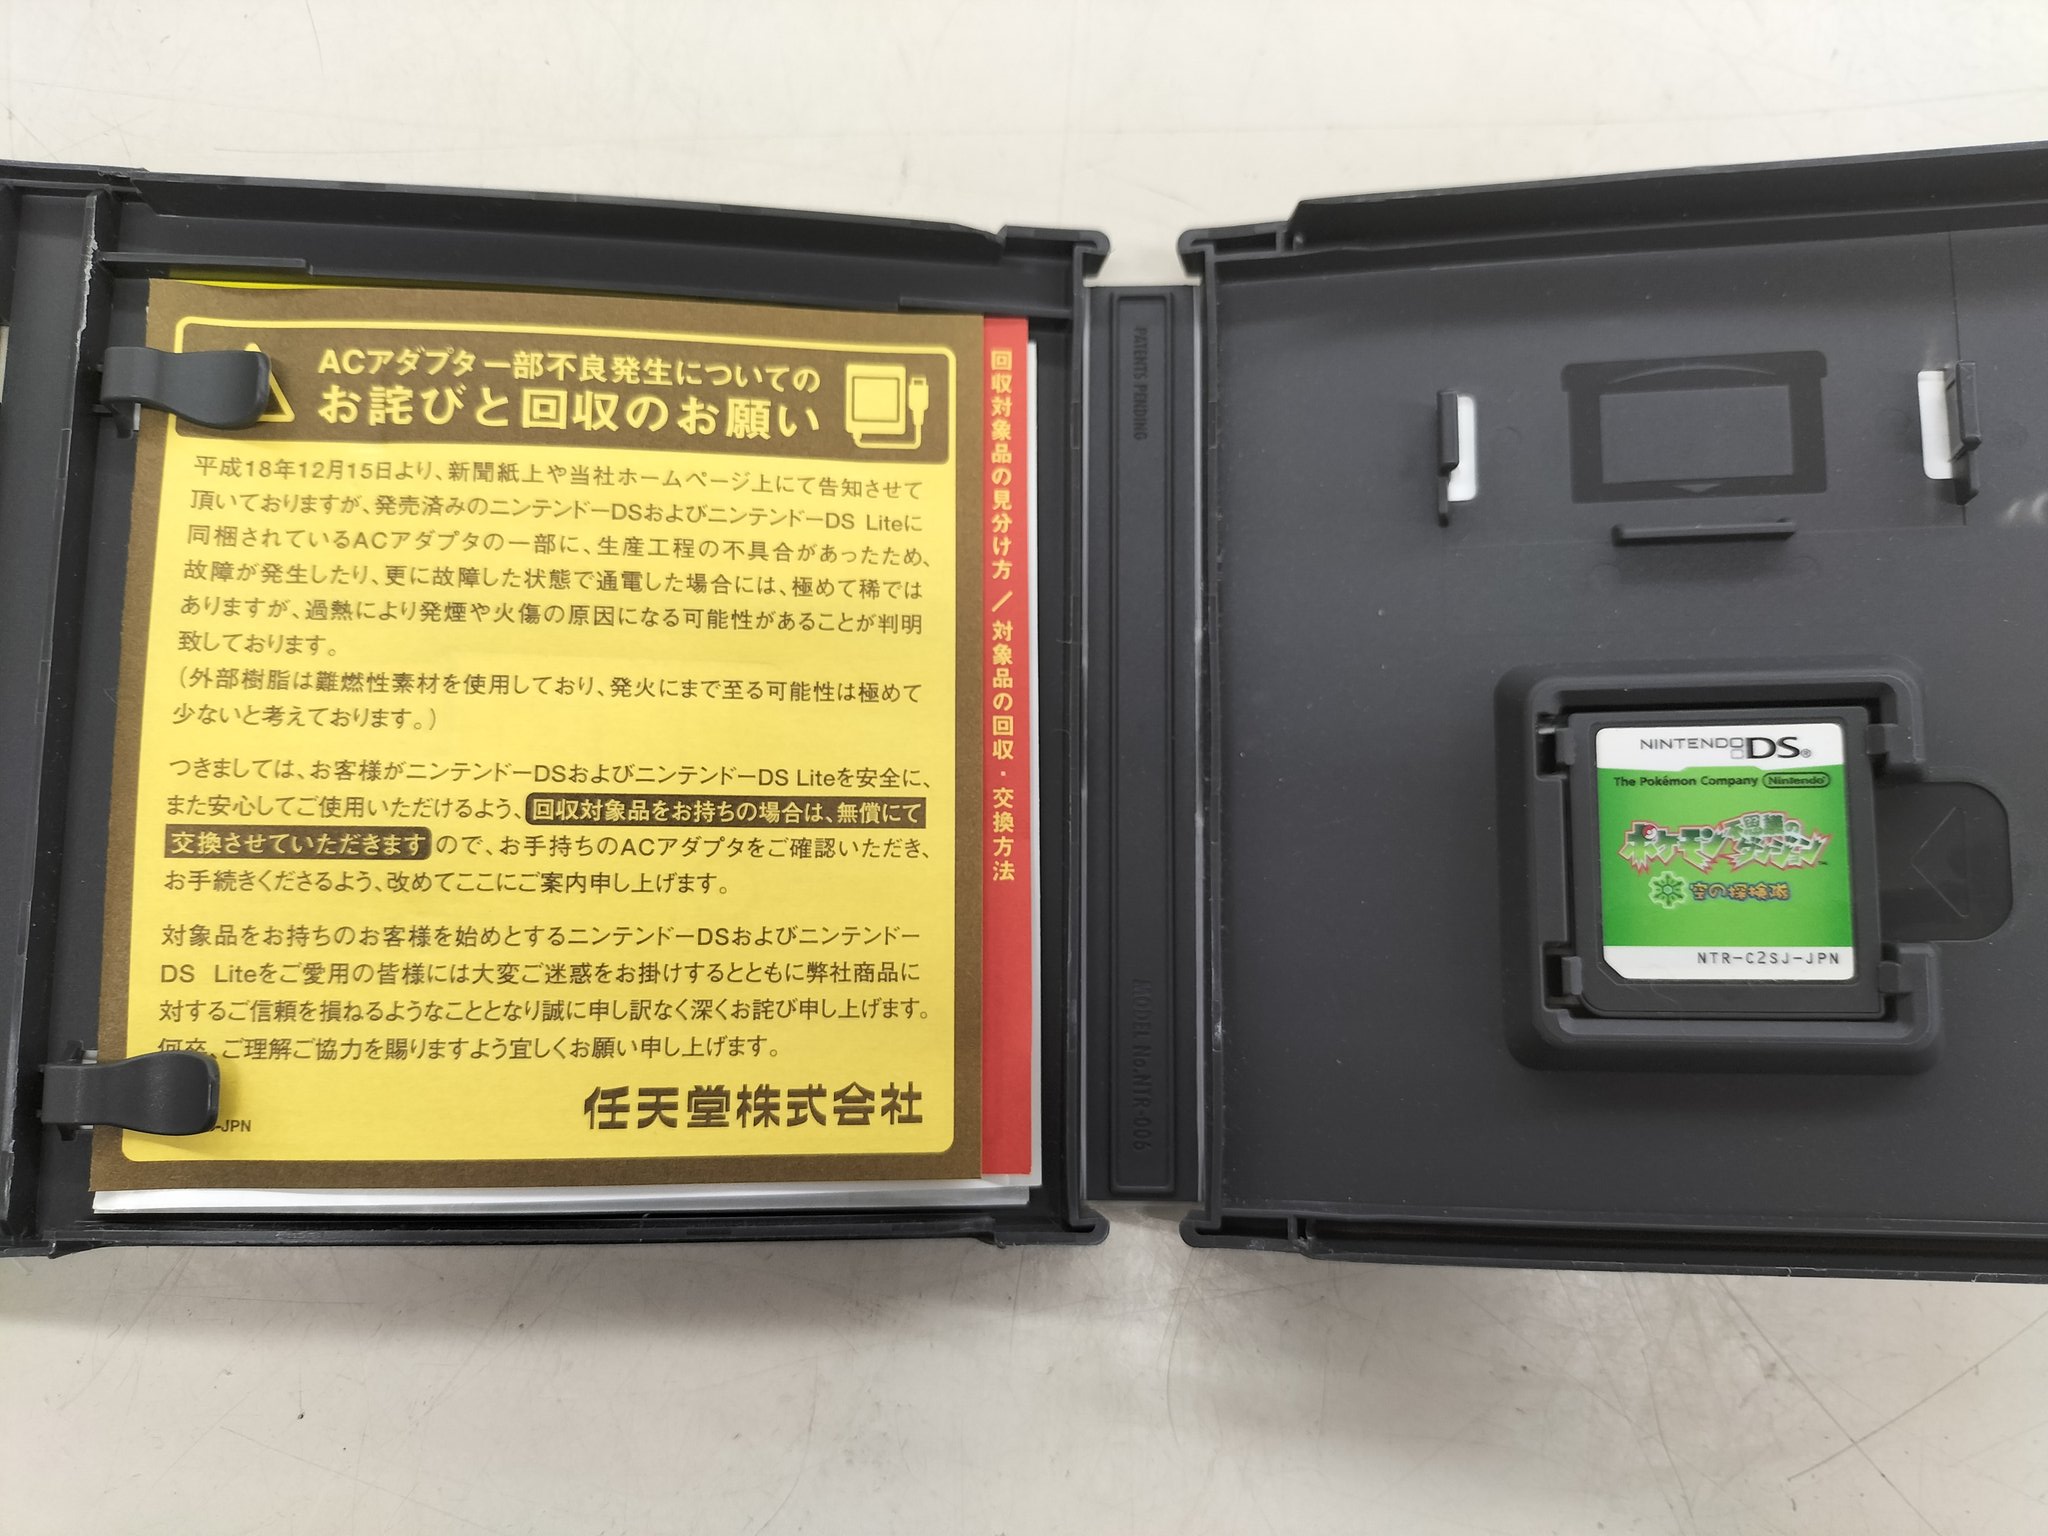 ACアダプタ一部不良発生についての
お詫びと回収のお願い
平成18年12月15日より、新聞紙上や当社ホームページ上にて告知させて
頂いておりますが、発売済みのニンテンドーDSおよびニンテンドーDS Liteに
同梱されているACアダプタの一部に、生産工程の不具合があったため、
故障が発生したり、更に故障した状態で通電した場合には、極めて稀では
ありますが、過熱により発煙や火傷の原因になる可能性があることが判明
致しております。
（外部樹脂は難燃性素材を使用しており、発火にまで至る可能性は極めて
少ないと考えております。）
つきましては、お客様がニンテンドーDSおよびニンテンドーDS Liteを安全に、
また安心してご使用いただけるよう、回収対象品をお持ちの場合は、無償にて
交換させていただきますので、お手持ちのACアダプタをご確認いただき、
お手続きくださるよう、改めてここにご案内申し上げます。
対象品をお持ちのお客様を始めとするニンテンドーDSおよびニンテンドー
DS Liteをご愛用の皆様には大変ご迷惑をお掛けするとともに弊社商品に
対するご信頼を損ねるようなこととなり誠に申し訳なく深くお詫び申し上げます。
何卒、ご理解ご協力を賜りますよう宜しくお願い申し上げます。
任天堂株式会社
-JPN
回収対象品の見分け方／対象品の回収・交換方法
PATENTS PENDING
MODEL No.NTR-006
NINTENDO DS®
The Pokémon Company Nintendo
ポケモン不思議のダンジョン™
空の探検隊
NTR-C2SJ-JPN